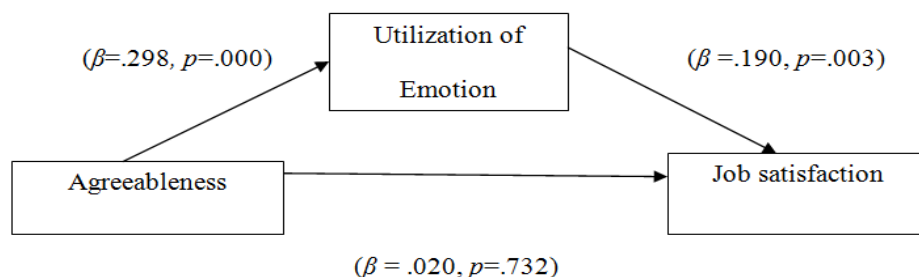 Utilization of
Emotion
(β=.298, p=.000)
(β =.190, p=.003)
Agreeableness
Job satisfaction
(β = .020, p=.732)